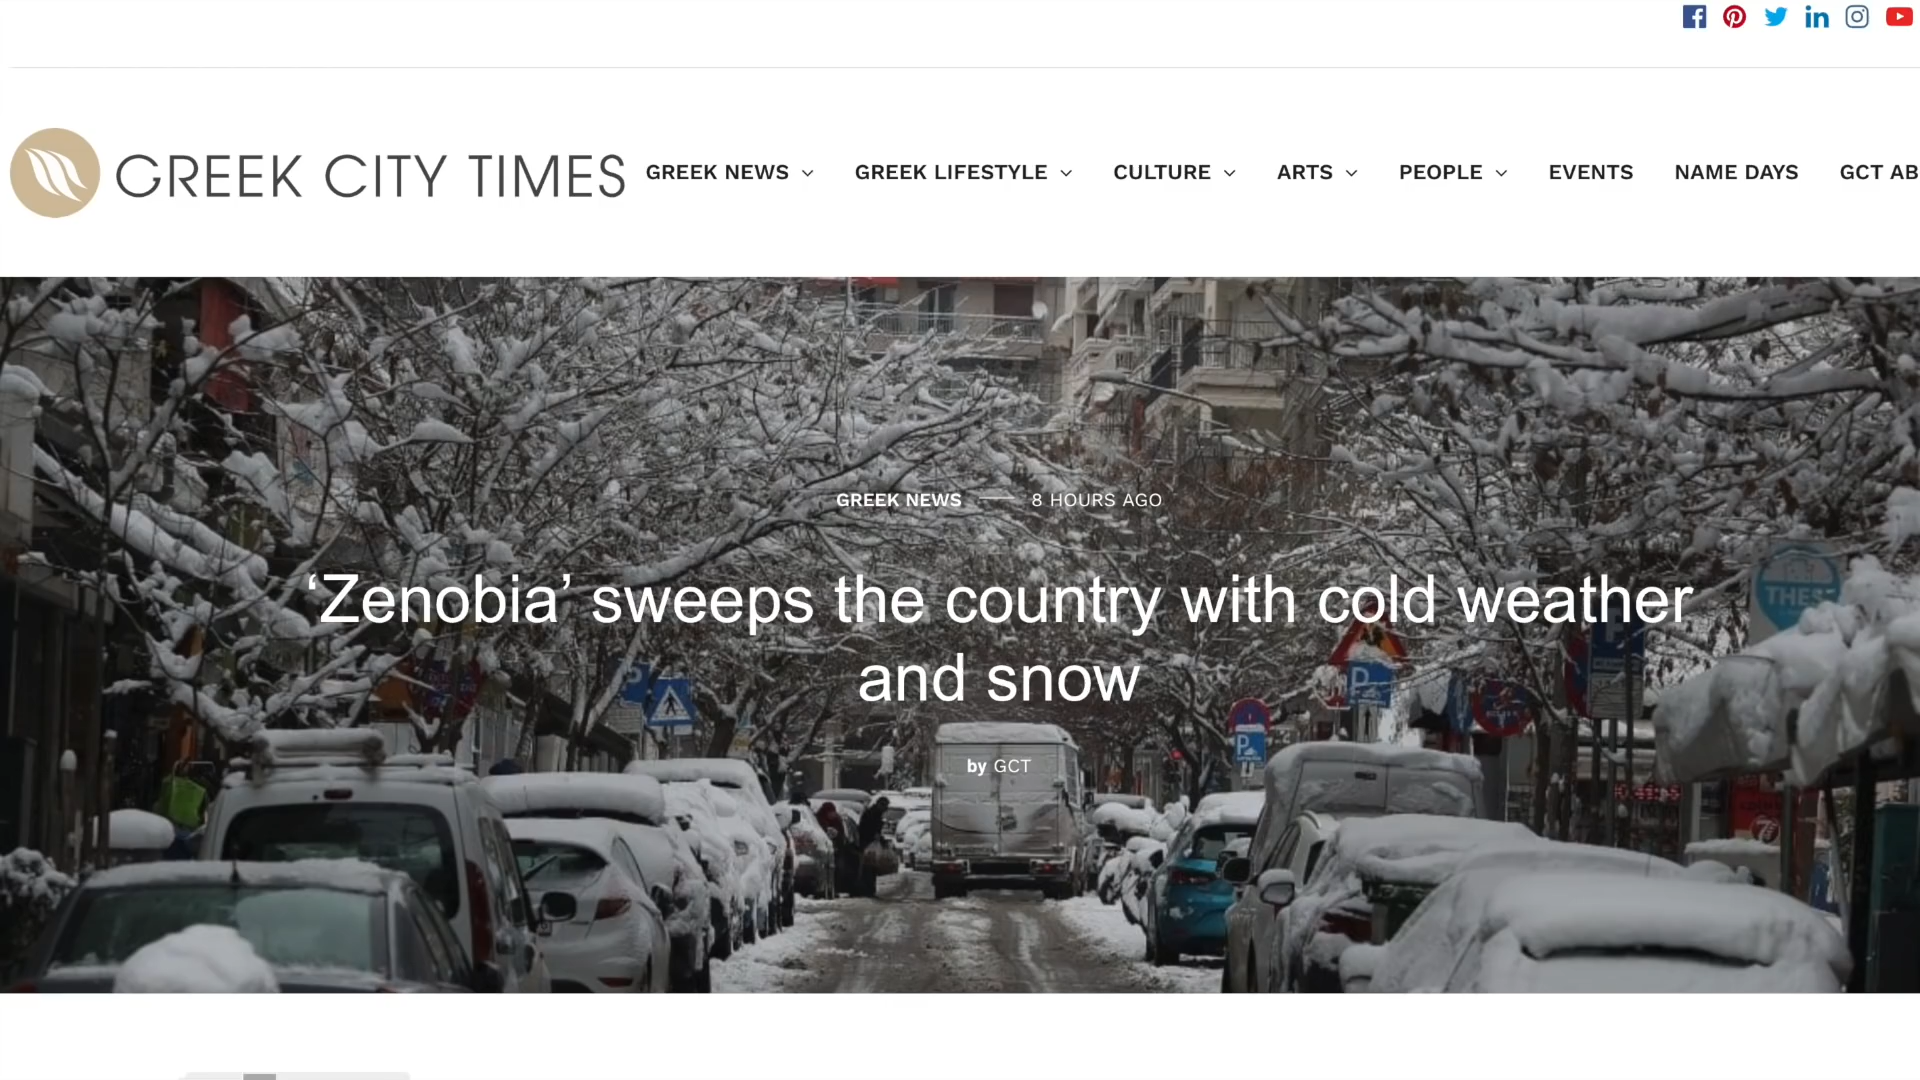 GREEK CITY TIMES
GREEK NEWS
GREEK LIFESTYLE
CULTURE
ARTS
PEOPLE
EVENTS
NAME DAYS
GCT AB
GREEK NEWS
8 HOURS AGO
‘Zenobia’ sweeps the country with cold weather
and snow
by GCT
THES
P
P
P